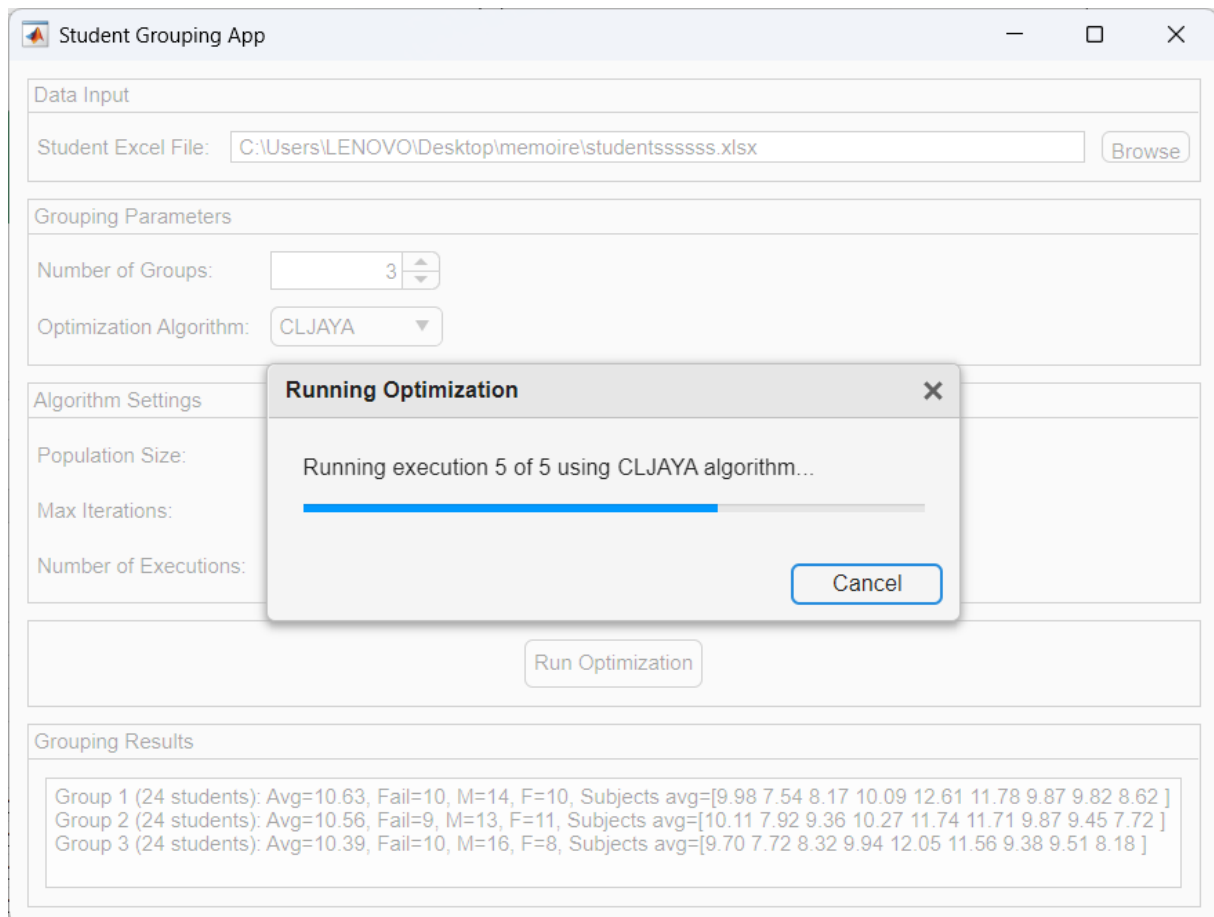 Student Grouping App
Data Input
Student Excel File: C:\Users\LENOVO\Desktop\memoire\studentssssss.xlsx Browse
Grouping Parameters
Number of Groups: 3
Optimization Algorithm: CLJAYA
Algorithm Settings
Population Size:
Max Iterations:
Number of Executions:
Running Optimization
Running execution 5 of 5 using CLJAYA algorithm...
Cancel
Run Optimization
Grouping Results
Group 1 (24 students): Avg=10.63, Fail=10, M=14, F=10, Subjects avg=[9.98 7.54 8.17 10.09 12.61 11.78 9.87 9.82 8.62 ]
Group 2 (24 students): Avg=10.56, Fail=9, M=13, F=11, Subjects avg=[10.11 7.92 9.36 10.27 11.74 11.71 9.87 9.45 7.72 ]
Group 3 (24 students): Avg=10.39, Fail=10, M=16, F=8, Subjects avg=[9.70 7.72 8.32 9.94 12.05 11.56 9.38 9.51 8.18 ]